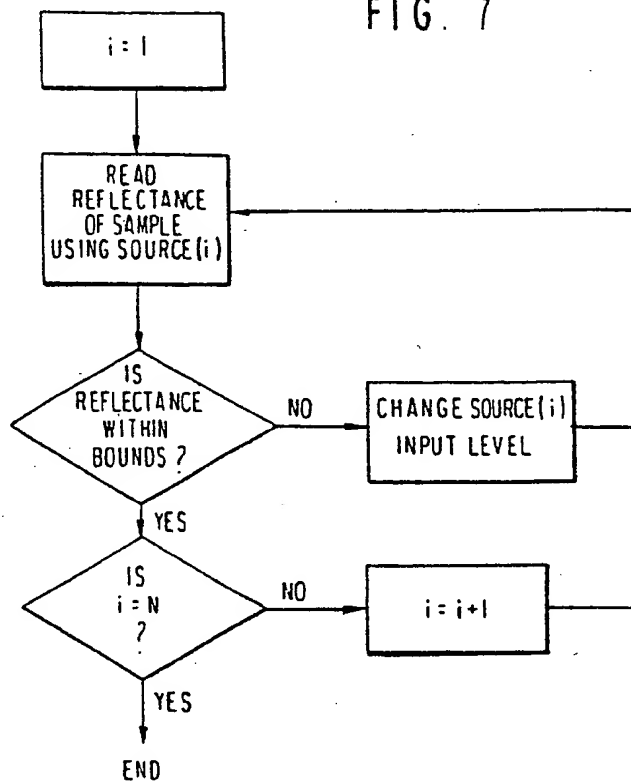 FIG. 7
i = 1
READ
REFLECTANCE
OF SAMPLE
USING SOURCE(i)
IS
REFLECTANCE
WITHIN
BOUNDS ?
NO
CHANGE SOURCE(i)
INPUT LEVEL
YES
IS
i = N
?
NO
i = i+1
YES
END